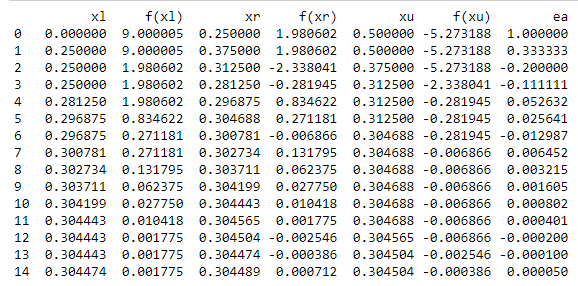 xl f(xl) xr f(xr) xu f(xu) ea
0 0.000000 9.000005 0.250000 1.980602 0.500000 -5.273188 1.000000
1 0.250000 9.000005 0.375000 1.980602 0.500000 -5.273188 0.333333
2 0.250000 1.980602 0.312500 -2.338041 0.375000 -5.273188 -0.200000
3 0.250000 1.980602 0.281250 -0.281945 0.312500 -2.338041 -0.111111
4 0.281250 1.980602 0.296875 0.834622 0.312500 -0.281945 0.052632
5 0.296875 0.834622 0.304688 0.271181 0.312500 -0.281945 0.025641
6 0.296875 0.271181 0.300781 -0.006866 0.304688 -0.281945 -0.012987
7 0.300781 0.271181 0.302734 0.131795 0.304688 -0.006866 0.006452
8 0.302734 0.131795 0.303711 0.062375 0.304688 -0.006866 0.003215
9 0.303711 0.062375 0.304199 0.027750 0.304688 -0.006866 0.001605
10 0.304199 0.027750 0.304443 0.010418 0.304688 -0.006866 0.000802
11 0.304443 0.010418 0.304565 0.001775 0.304688 -0.006866 0.000401
12 0.304443 0.001775 0.304504 -0.002546 0.304565 -0.006866 -0.000200
13 0.304443 0.001775 0.304474 -0.000386 0.304504 -0.002546 -0.000100
14 0.304474 0.001775 0.304489 0.000712 0.304504 -0.000386 0.000050